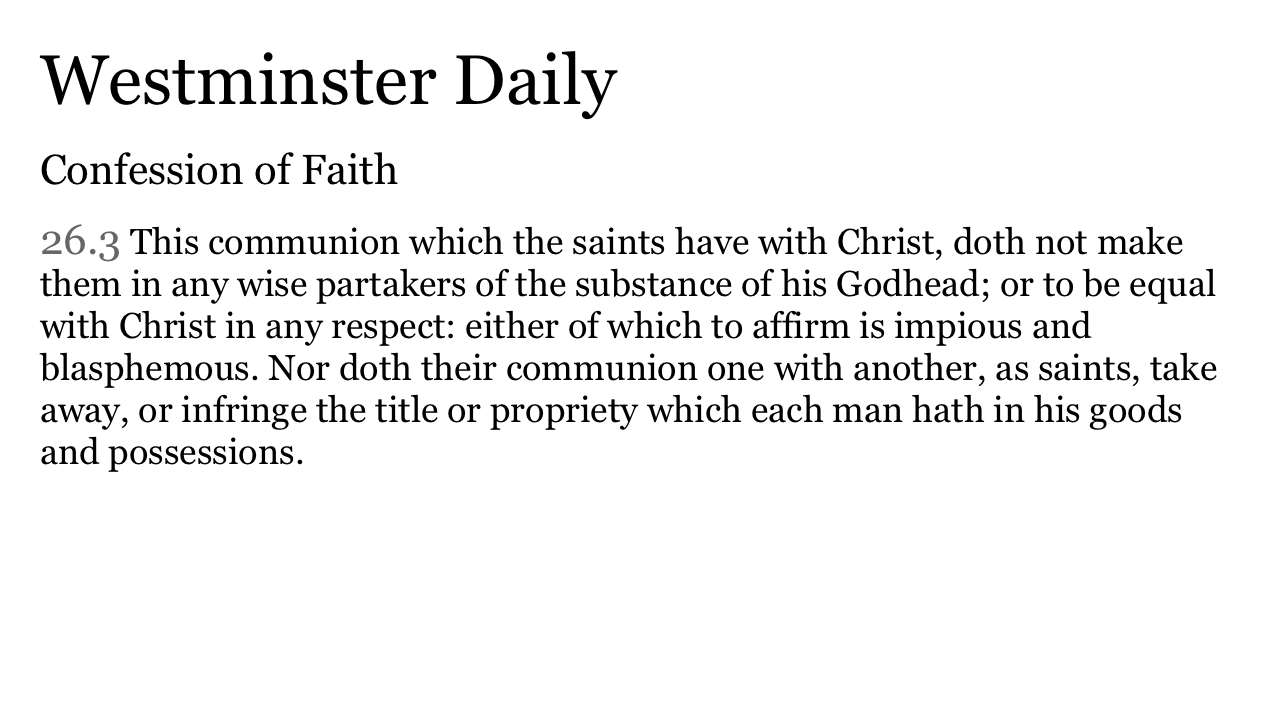 Westminster Daily
Confession of Faith
26.3 This communion which the saints have with Christ, doth not make
them in any wise partakers of the substance of his Godhead; or to be equal
with Christ in any respect: either of which to affirm is impious and
blasphemous. Nor doth their communion one with another, as saints, take
away, or infringe the title or propriety which each man hath in his goods
and possessions.